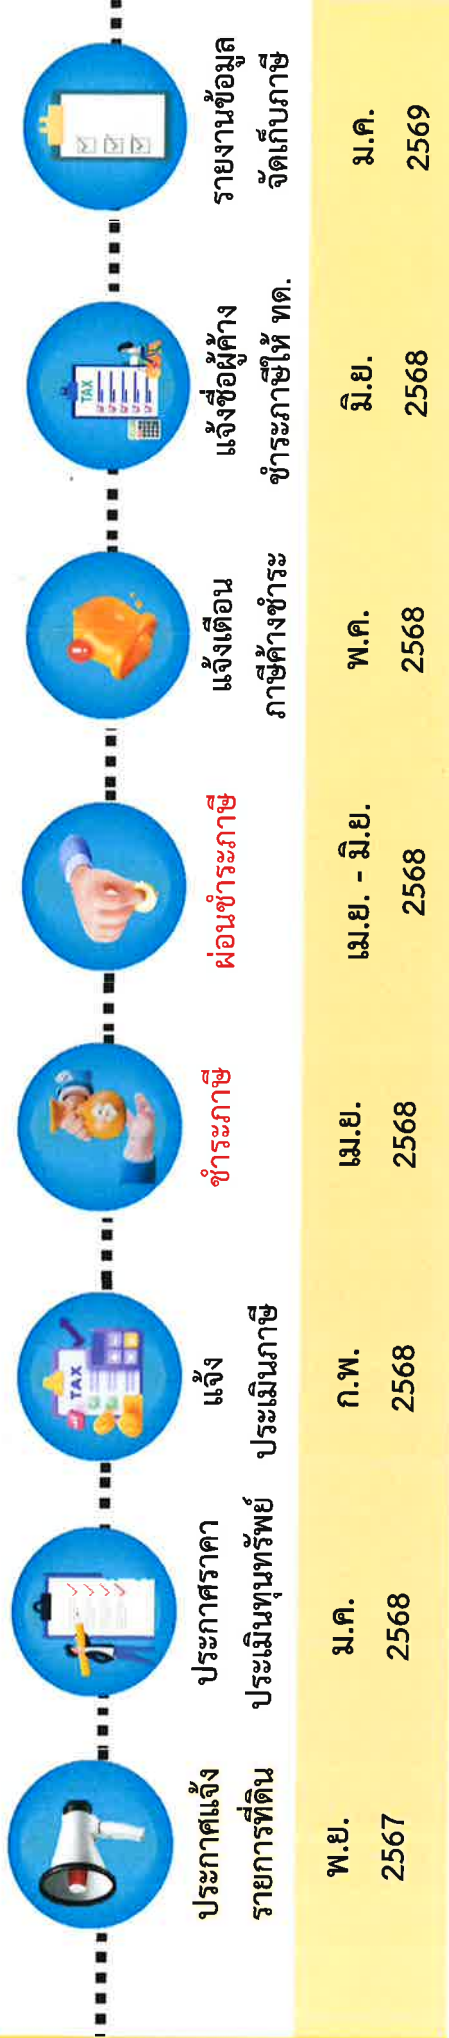 ประกาศแจ้ง
รายการที่ดิน
พ.ย.
2567
ประกาศราคา
ประเมินทุนทรัพย์
ม.ค.
2568
TAX
แจ้ง
ประเมินภาษี
ก.พ.
2568
ชำระภาษี
เม.ย.
2568
ผ่อนชำระภาษี
เม.ย. - มิ.ย.
2568
แจ้งเตือน
ภาษีค้างชำระ
พ.ค.
2568
TAX
แจ้งชื่อผู้ค้าง
ชำระภาษีให้ ทด.
มิ.ย.
2568
รายงานข้อมูล
จัดเก็บภาษี
ม.ค.
2569